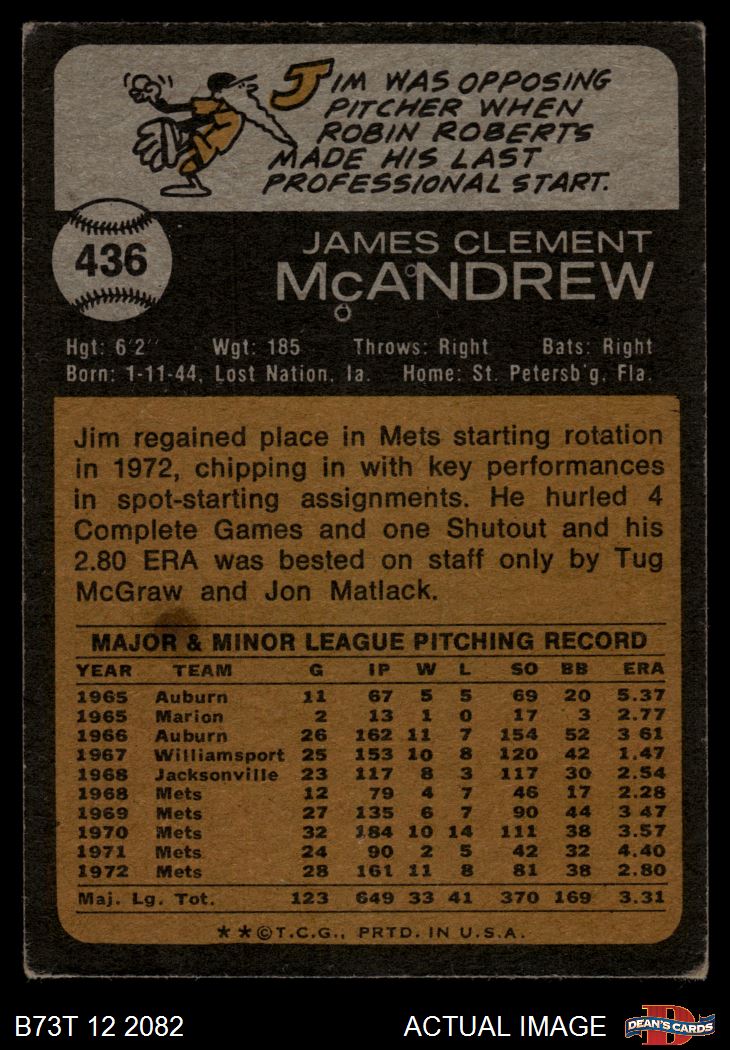 JIM WAS OPPOSING
PITCHER WHEN
ROBIN ROBERTS
MADE HIS LAST
PROFESSIONAL START.
436
JAMES CLEMENT
McANDREW
Hgt: 6'2" Wgt: 185 Throws: Right Bats: Right
Born: 1-11-44, Lost Nation, Ia. Home: St. Petersb'g, Fla.
Jim regained place in Mets starting rotation
in 1972, chipping in with key performances
in spot-starting assignments. He hurled 4
Complete Games and one Shutout and his
2.80 ERA was bested on staff only by Tug
McGraw and Jon Matlack.
MAJOR & MINOR LEAGUE PITCHING RECORD
YEAR TEAM G IP W L SO BB ERA
1965 Auburn 11 67 5 5 69 20 5.37
1965 Marion 2 13 1 0 17 3 2.77
1966 Auburn 26 162 11 7 154 52 3 61
1967 Williamsport 25 153 10 8 120 42 1.47
1968 Jacksonville 23 117 8 3 117 30 2.54
1968 Mets 12 79 4 7 46 17 2.28
1969 Mets 27 135 6 7 90 44 3 47
1970 Mets 32 184 10 14 111 38 3.57
1971 Mets 24 90 2 5 42 32 4.40
1972 Mets 28 161 11 8 81 38 2.80
Maj. Lg. Tot. 123 649 33 41 370 169 3.31
★★©T.C.G., PRTD. IN U.S.A.
B73T 12 2082 ACTUAL IMAGE D DEAN'S CARDS